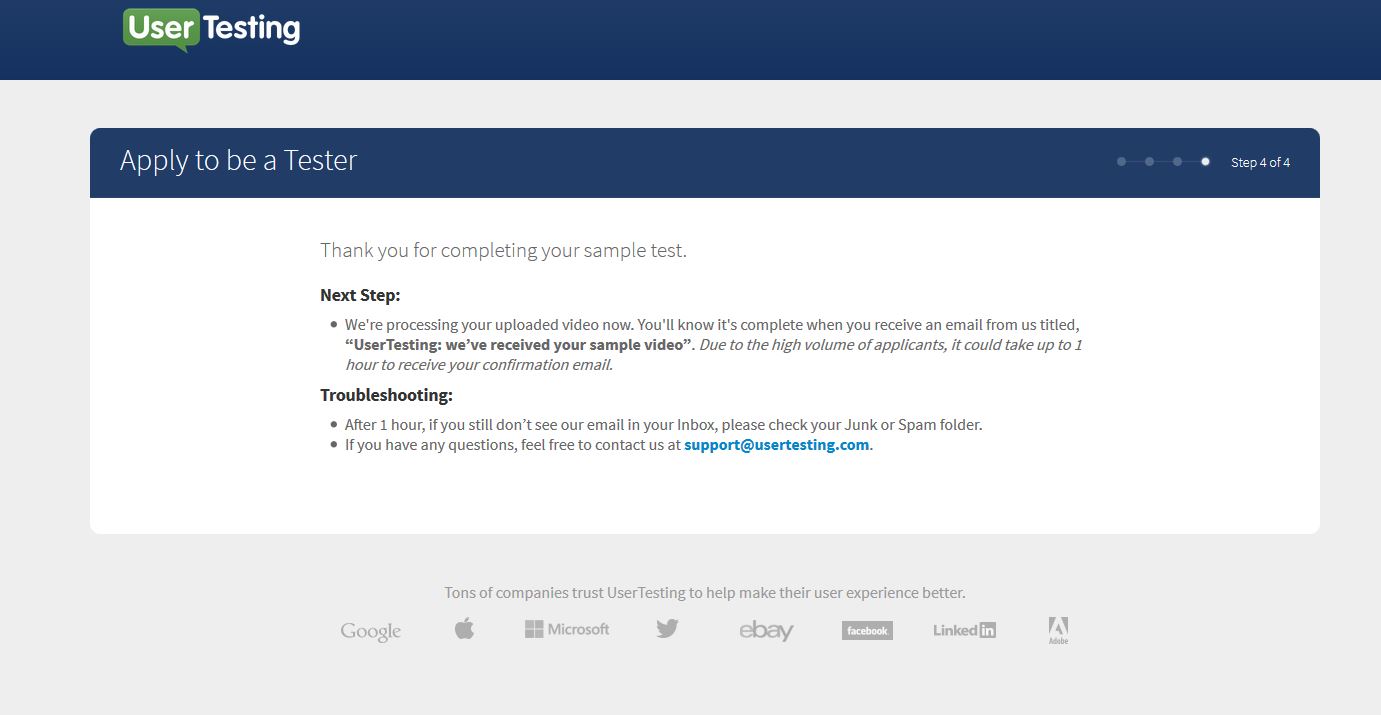 User Testing
Apply to be a Tester
Step 4 of 4
Thank you for completing your sample test.
Next Step:
We're processing your uploaded video now. You'll know it's complete when you receive an email from us titled,
“UserTesting: we’ve received your sample video”. Due to the high volume of applicants, it could take up to 1
hour to receive your confirmation email.
Troubleshooting:
After 1 hour, if you still don’t see our email in your Inbox, please check your Junk or Spam folder.
If you have any questions, feel free to contact us at support@usertesting.com.
Tons of companies trust UserTesting to help make their user experience better.
Google Microsoft ebay facebook LinkedIn Adobe